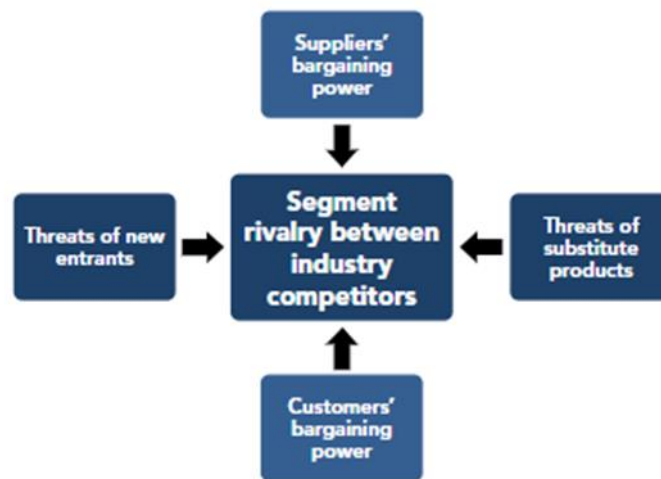 Suppliers'
bargaining
power
Threats of new
entrants
Segment
rivalry between
industry
competitors
Threats of
substitute
products
Customers'
bargaining
power